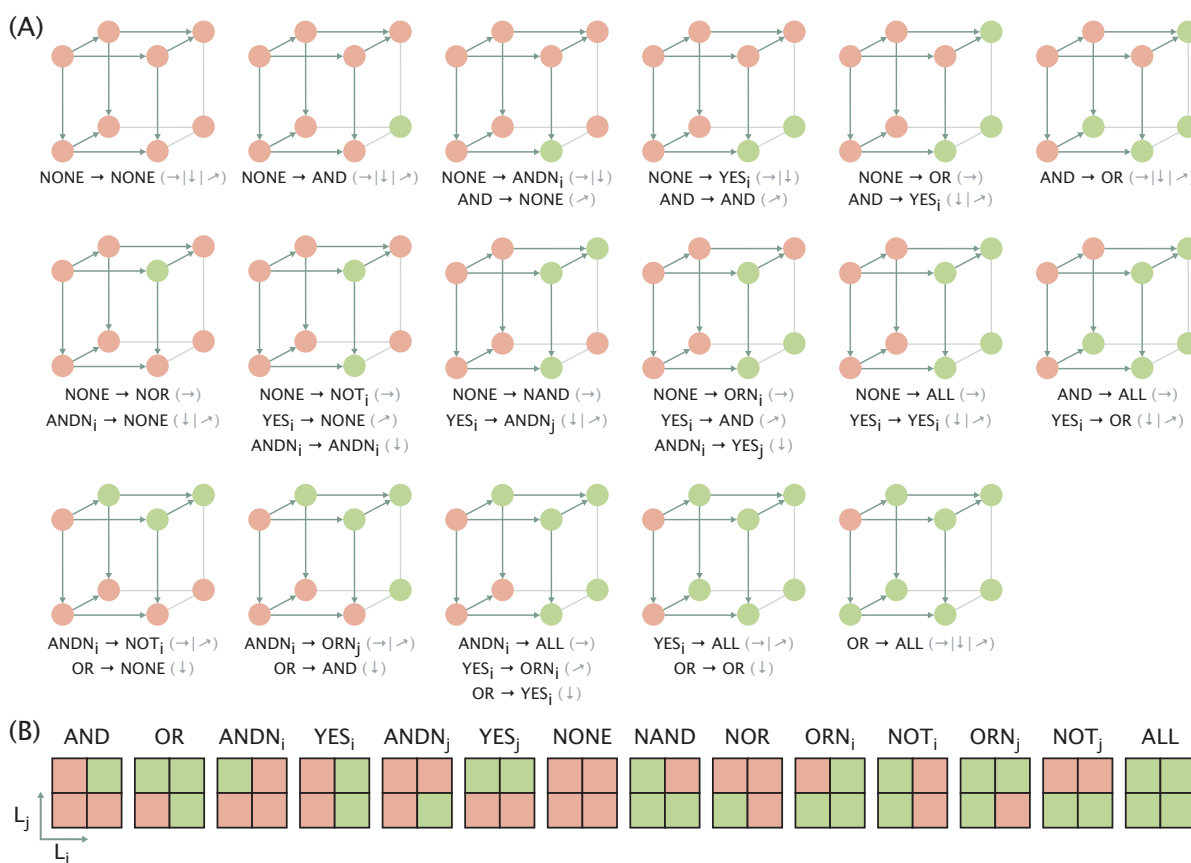 (A)
NONE → NONE (→|↓|↗)
NONE → AND (→|↓|↗)
NONE → ANDNi (→|↓)
AND → NONE (↗)
NONE → YESi (→|↓)
AND → AND (↗)
NONE → OR (→)
AND → YESi (↓|↗)
AND → OR (→|↓|↗)
NONE → NOR (→)
ANDNi → NONE (↓|↗)
NONE → NOTi (→)
YESi → NONE (↗)
ANDNi → ANDNi (↓)
NONE → NAND (→)
YESi → ANDNj (↓|↗)
NONE → ORNi (→)
YESi → AND (↗)
ANDNi → YESj (↓)
NONE → ALL (→)
YESi → YESi (↓|↗)
AND → ALL (→)
YESi → OR (↓|↗)
ANDNi → NOTi (→|↗)
OR → NONE (↓)
ANDNi → ORNj (→|↗)
OR → AND (↓)
ANDNi → ALL (→)
YESi → ORNi (↗)
OR → YESi (↓)
YESi → ALL (→|↗)
OR → OR (↓)
OR → ALL (→|↓|↗)
(B)
AND OR ANDNi YESi ANDNj YESj NONE NAND NOR ORNi NOTi ORNj NOTj ALL
Lj
Li